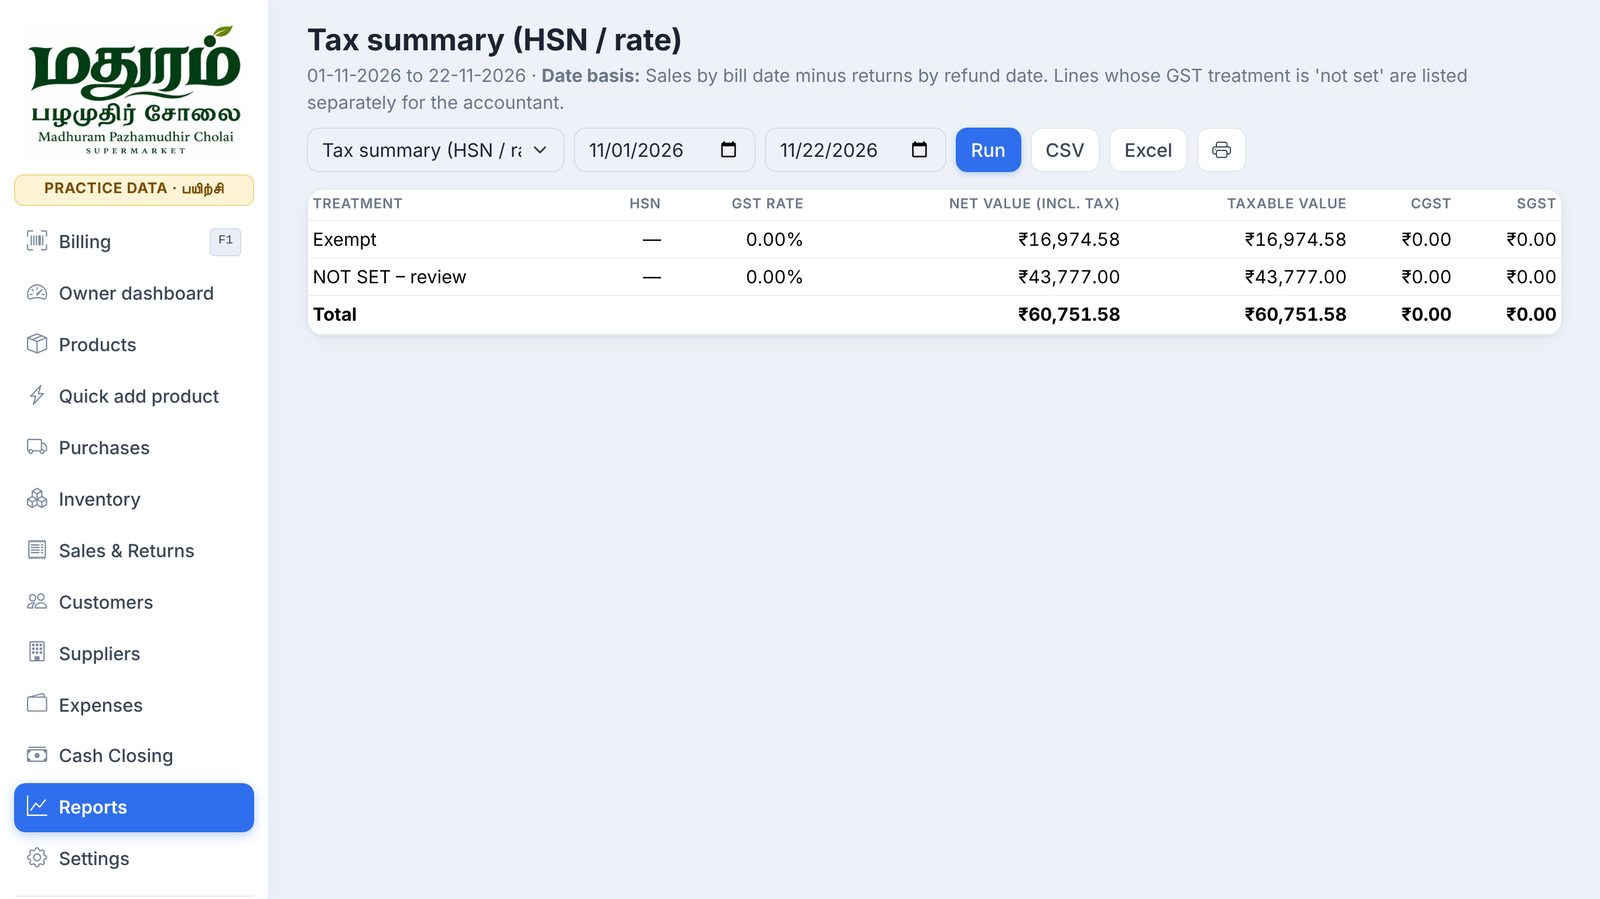 மதுரம்
பழமுதிர் சோலை
Madhuram Pazhamudhir Cholai
SUPERMARKET
PRACTICE DATA · பயிற்சி
Billing F1
Owner dashboard
Products
Quick add product
Purchases
Inventory
Sales & Returns
Customers
Suppliers
Expenses
Cash Closing
Reports
Settings
Tax summary (HSN / rate)
01-11-2026 to 22-11-2026 · Date basis: Sales by bill date minus returns by refund date. Lines whose GST treatment is 'not set' are listed
separately for the accountant.
Tax summary (HSN / ra 11/01/2026 11/22/2026 Run CSV Excel
TREATMENT HSN GST RATE NET VALUE (INCL. TAX) TAXABLE VALUE CGST SGST
Exempt — 0.00% ₹16,974.58 ₹16,974.58 ₹0.00 ₹0.00
NOT SET – review — 0.00% ₹43,777.00 ₹43,777.00 ₹0.00 ₹0.00
Total ₹60,751.58 ₹60,751.58 ₹0.00 ₹0.00